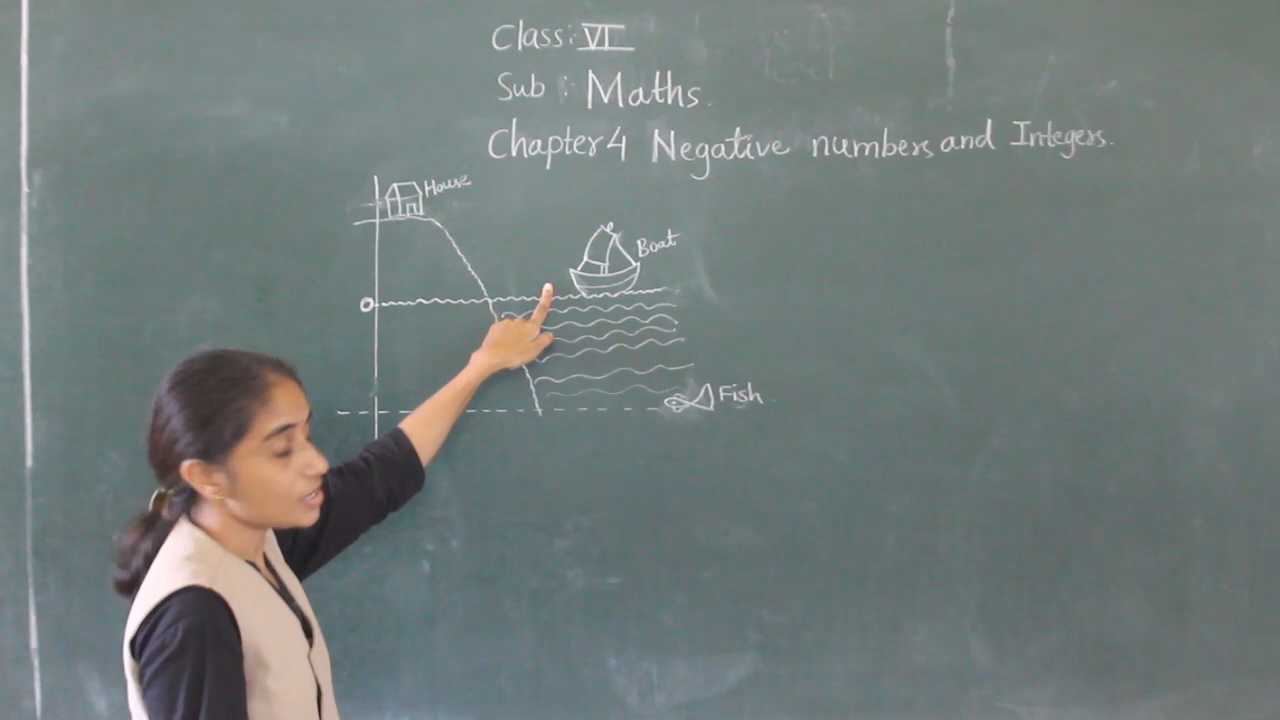 Class: VI
Sub : Maths.
Chapter 4 Negative numbers and Integers.
House
Boat
0
Fish